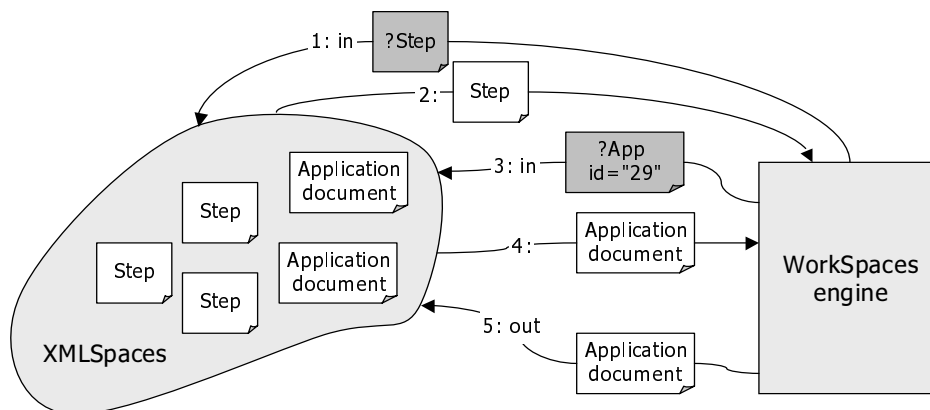 1: in
?Step
2:
Step
3: in
?App
id="29"
Application
document
Step
Step
Application
document
Step
4:
Application
document
WorkSpaces
engine
5: out
Application
document
XMLSpaces